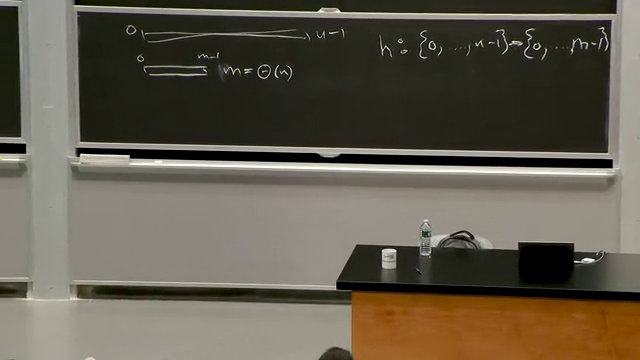 0 u-1
0 m-1 m = Θ(n)
h: {0, ..., u-1} → {0, ..., m-1}